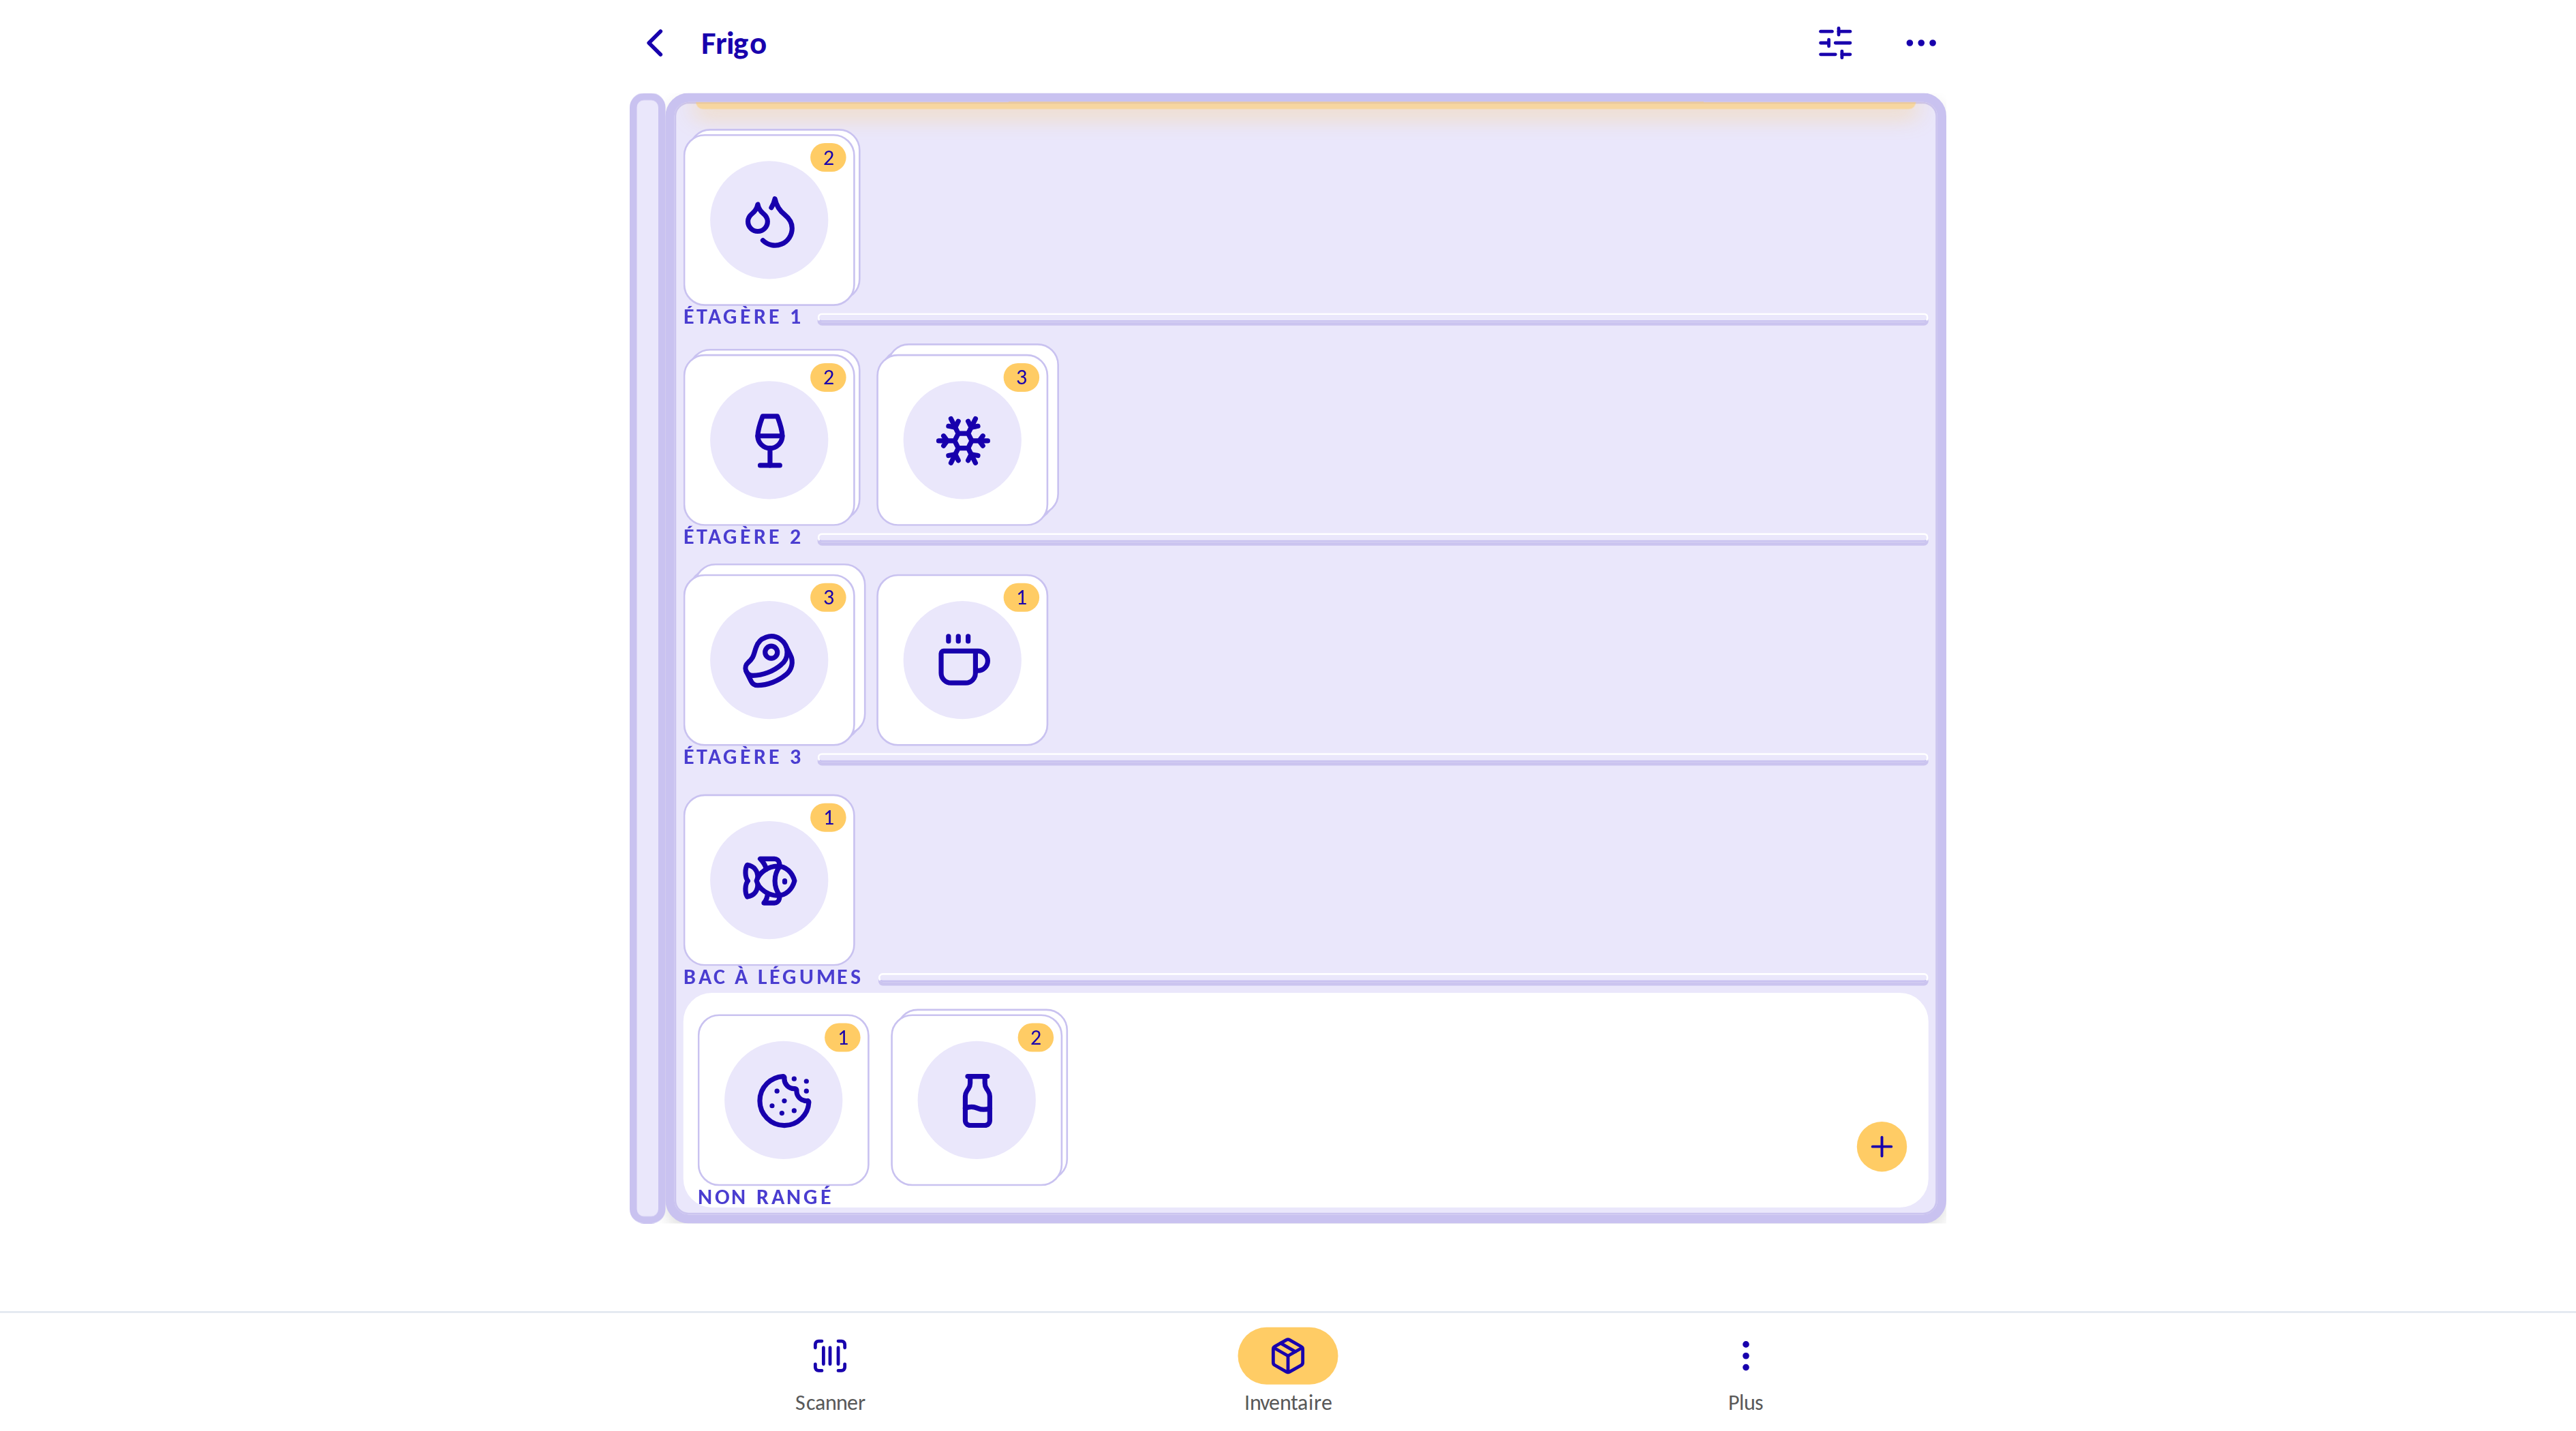 Frigo
2
ÉTAGÈRE 1
2
3
ÉTAGÈRE 2
3
1
ÉTAGÈRE 3
1
BAC À LÉGUMES
1
2
NON RANGÉ
Scanner
Inventaire
Plus